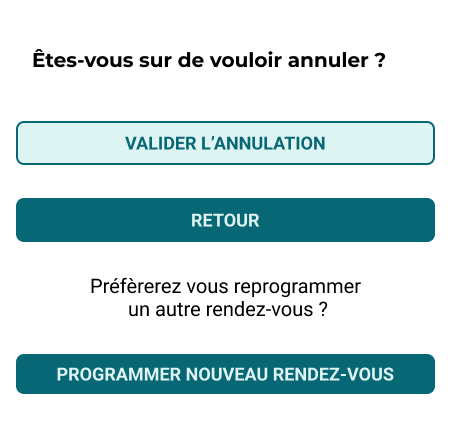 Êtes-vous sur de vouloir annuler ?
VALIDER L'ANNULATION
RETOUR
Préfèrerez vous reprogrammer
un autre rendez-vous ?
PROGRAMMER NOUVEAU RENDEZ-VOUS